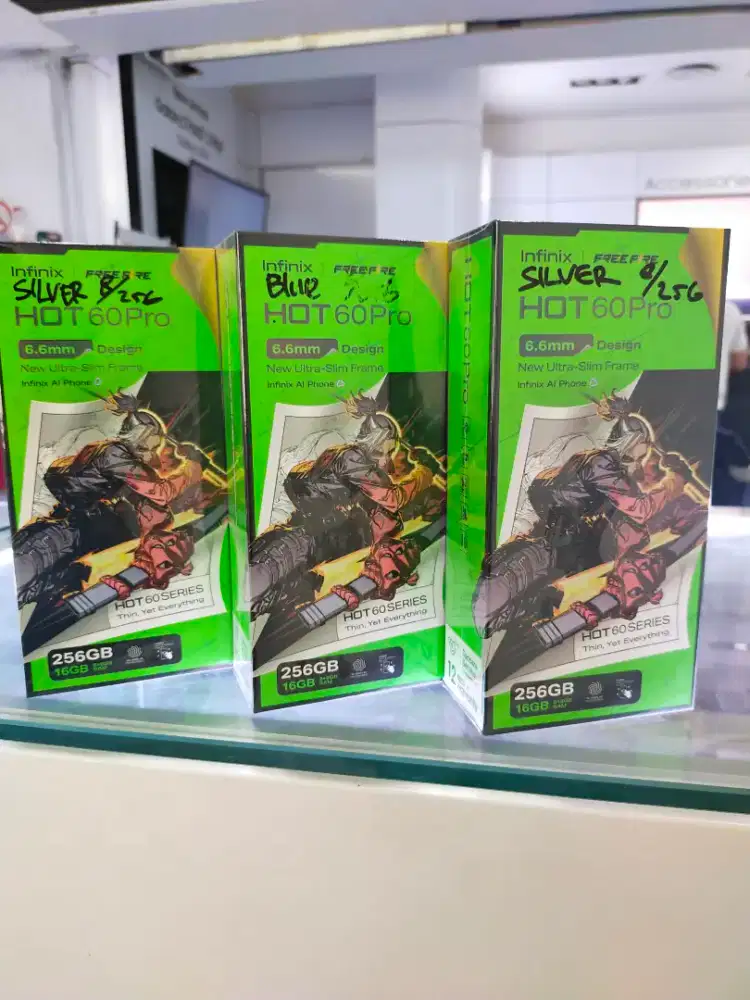 Accessories
Infinix FREE FIRE
SILVER 8/256
HOT 60Pro
6.6mm Design
New Ultra-Slim Frame
Infinix AI Phone
HOT 60 SERIES
Thin, Yet Everything
256GB
16GB
Infinix FREE FIRE
Blue
HOT 60Pro
6.6mm Design
New Ultra-Slim Frame
Infinix AI Phone
HOT 60 SERIES
Thin, Yet Everything
256GB
16GB
HOT 60Pro
12
Infinix FREE FIRE
SILVER 8/256
HOT 60Pro
6.6mm Design
New Ultra-Slim Frame
Infinix AI Phone
HOT 60 SERIES
Thin, Yet Everything
256GB
16GB